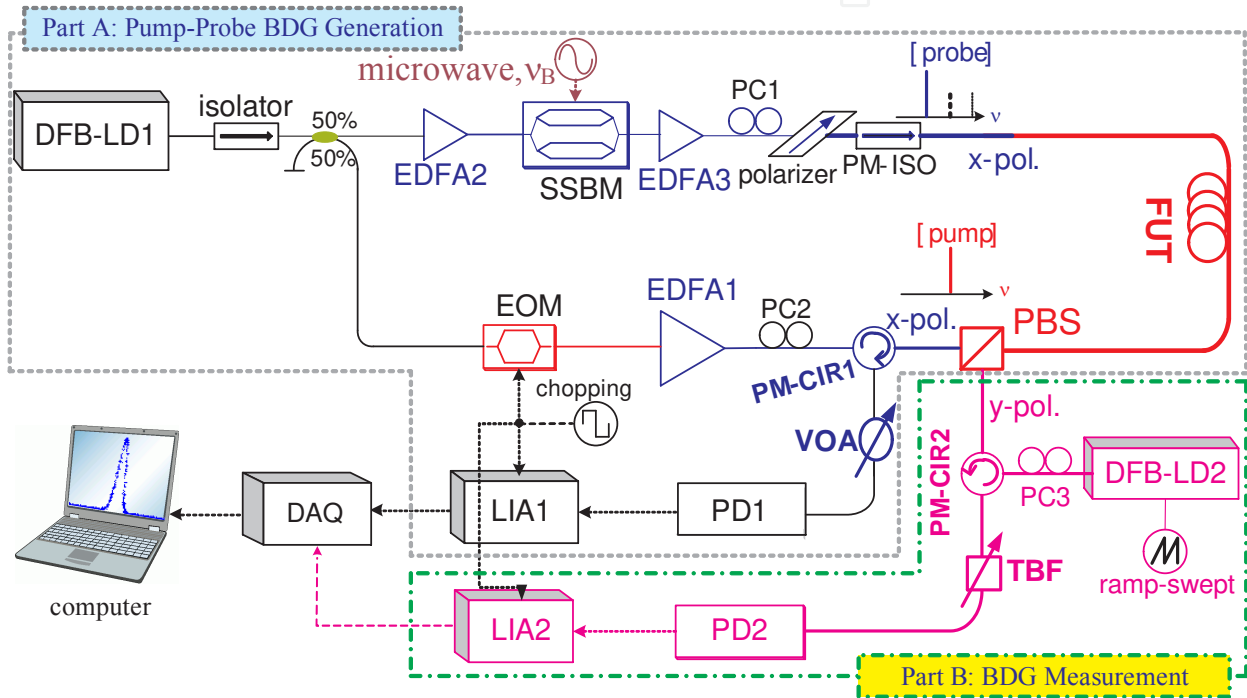 Part A: Pump-Probe BDG Generation
microwave, νB
[ probe]
PC1
isolator
50%
50%
DFB-LD1
EDFA2
SSBM
EDFA3
polarizer
PM-ISO
ν
x-pol.
FUT
[ pump]
ν
EDFA1
EOM
PC2
x-pol.
PBS
PM-CIR1
chopping
y-pol.
VOA
PM-CIR2
PC3
DFB-LD2
DAQ
LIA1
PD1
TBF
ramp-swept
computer
LIA2
PD2
Part B: BDG Measurement